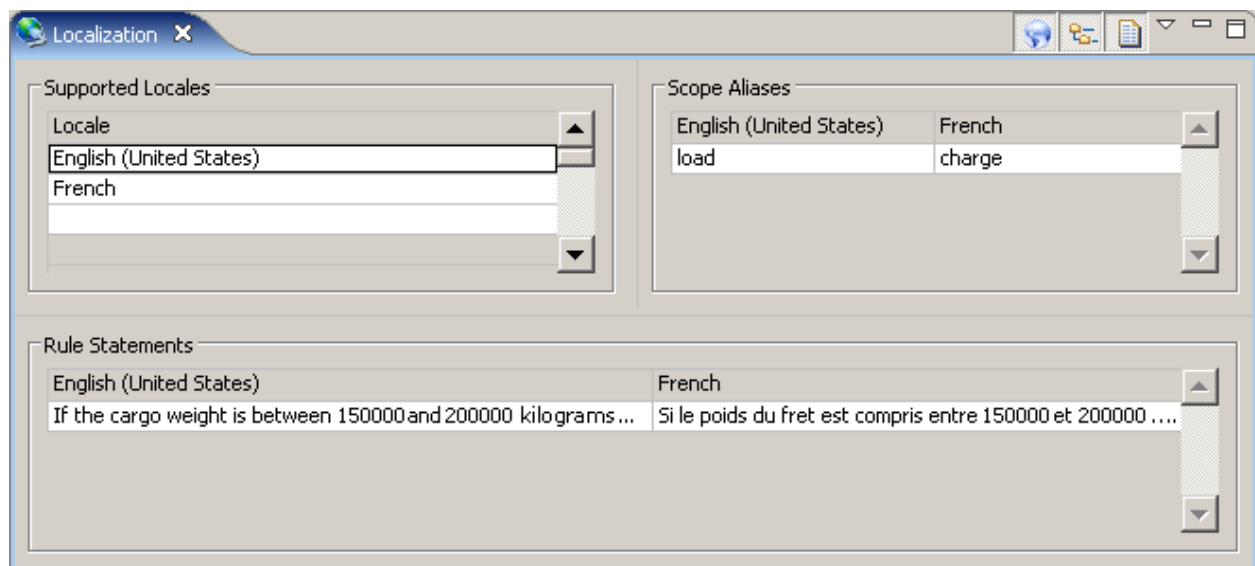 Localization
Supported Locales
Locale
English (United States)
French
Scope Aliases
English (United States) French
load charge
Rule Statements
English (United States) French
If the cargo weight is between 150000 and 200000 kilograms ... Si le poids du fret est compris entre 150000 et 200000 ....